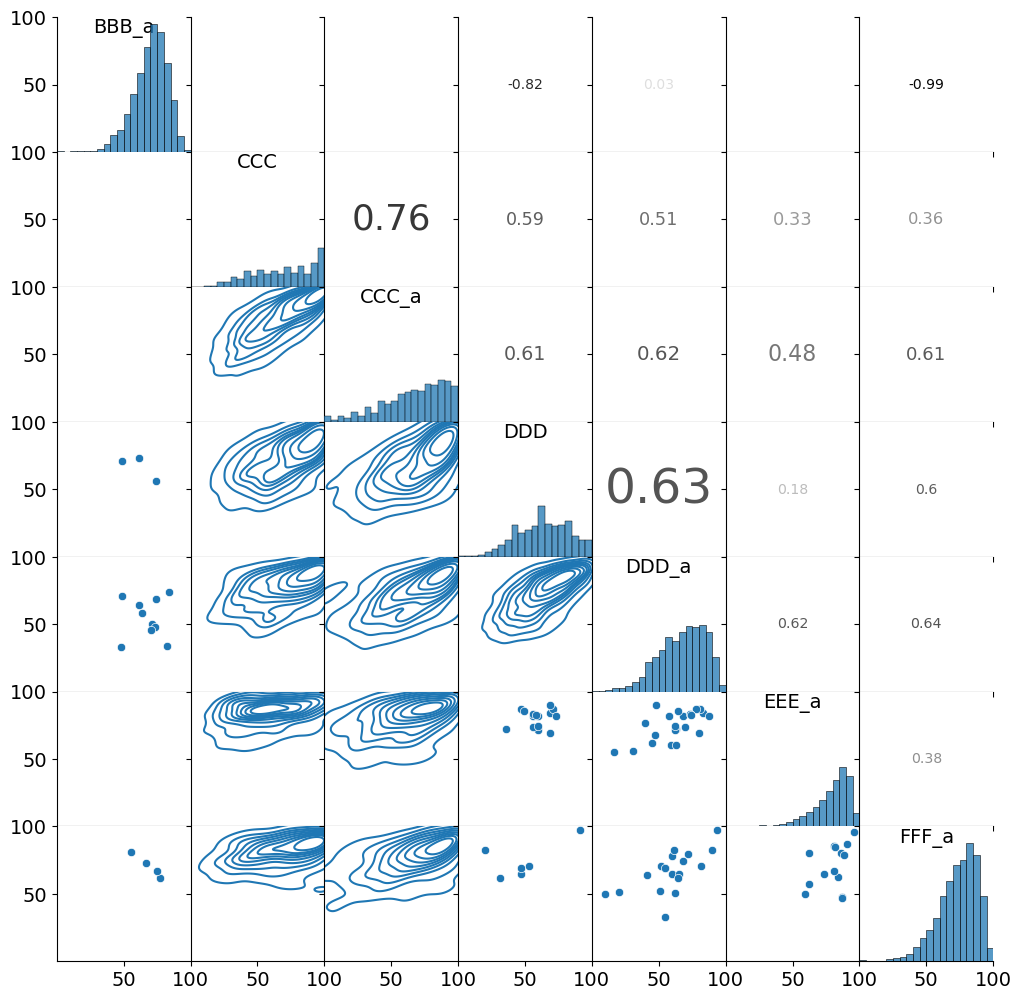 100 BBB_a
50 -0.82 0.03 -0.99
100 CCC
50 0.76 0.59 0.51 0.33 0.36
100 CCC_a
50 0.61 0.62 0.48 0.61
100 DDD
50 0.63 0.18 0.6
100 DDD_a
50 0.62 0.64
100 EEE_a
50 0.38
100 FFF_a
50
50 100 50 100 50 100 50 100 50 100 50 100 50 100